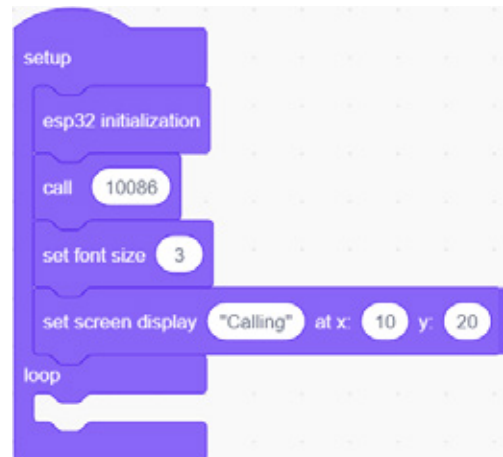 setup
esp32 initialization
call 10086
set font size 3
set screen display "Calling" at x: 10 y: 20
loop